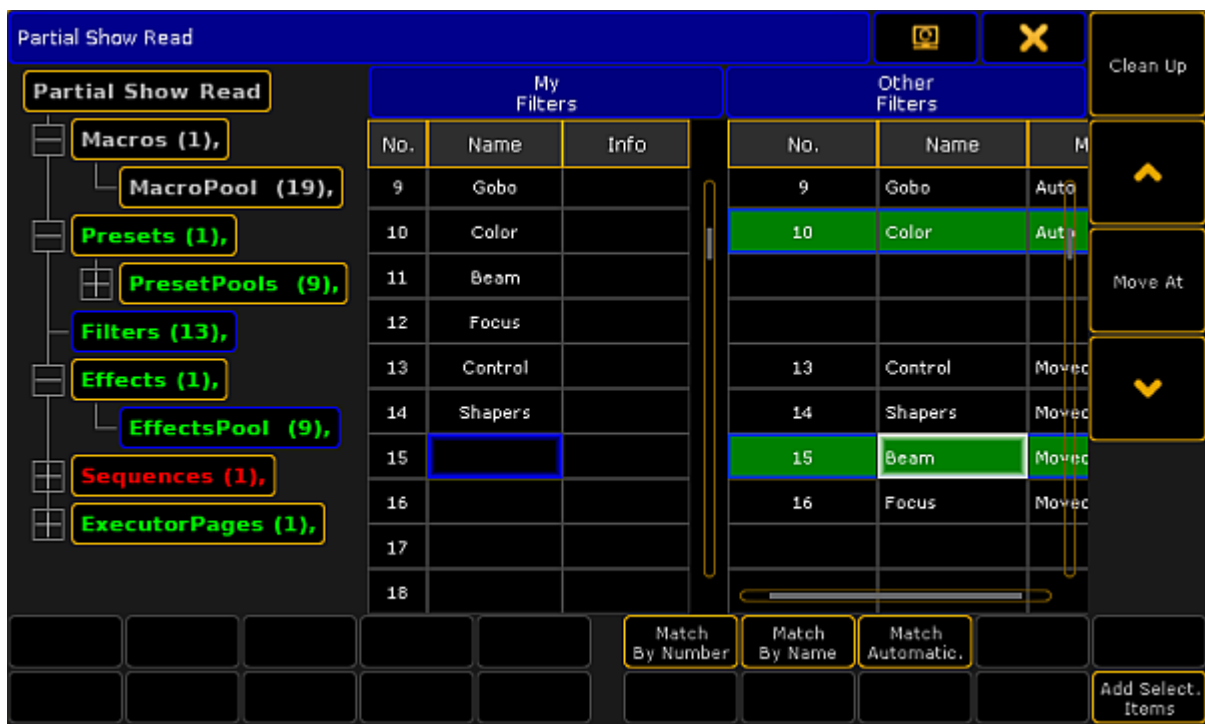 Partial Show Read
Clean Up
Partial Show Read
My
Filters
Other
Filters
Macros (1),
No. Name Info No. Name M
MacroPool (19),
9 Gobo 9 Gobo Auto
Presets (1),
10 Color 10 Color Auto
PresetPools (9),
11 Beam
Move At
Filters (13),
12 Focus
Effects (1),
13 Control 13 Control Moved
EffectsPool (9),
14 Shapers 14 Shapers Moved
15 15 Beam Moved
Sequences (1),
16 16 Focus Moved
ExecutorPages (1),
17
18
Match
By Number
Match
By Name
Match
Automatic.
Add Select.
Items